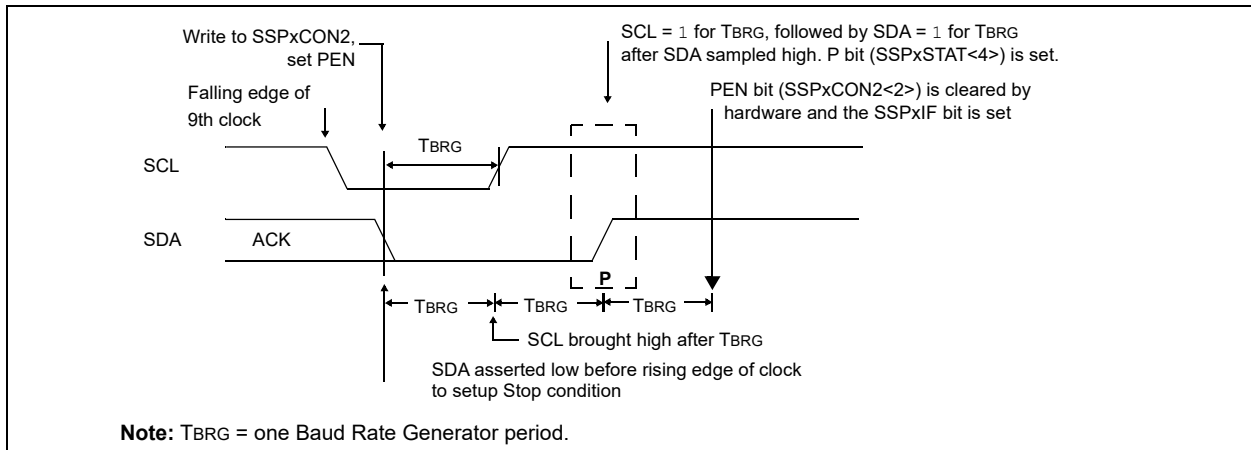 Write to SSPxCON2,
set PEN
SCL = 1 for TBRG, followed by SDA = 1 for TBRG
after SDA sampled high. P bit (SSPxSTAT<4>) is set.
Falling edge of
9th clock
PEN bit (SSPxCON2<2>) is cleared by
hardware and the SSPxIF bit is set
TBRG
SCL
SDA
ACK
P
TBRG
TBRG
TBRG
SCL brought high after TBRG
SDA asserted low before rising edge of clock
to setup Stop condition
Note: TBRG = one Baud Rate Generator period.